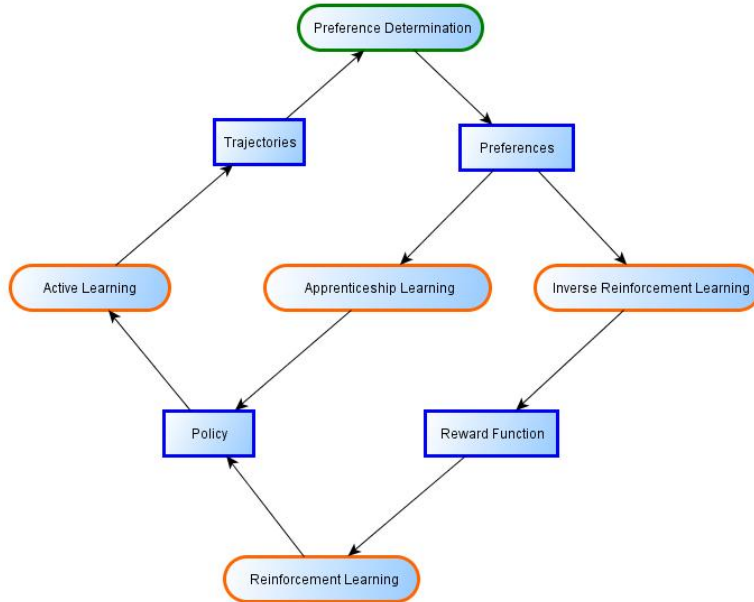 Preference Determination
Trajectories
Preferences
Active Learning
Apprenticeship Learning
Inverse Reinforcement Learning
Policy
Reward Function
Reinforcement Learning